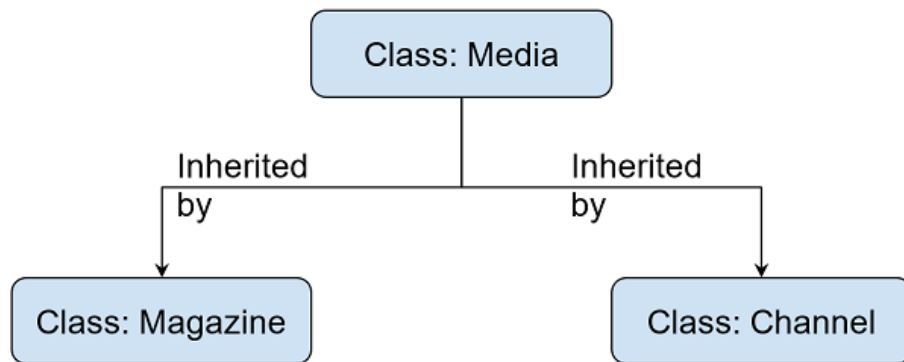 Class: Media
Inherited
by
Inherited
by
Class: Magazine
Class: Channel